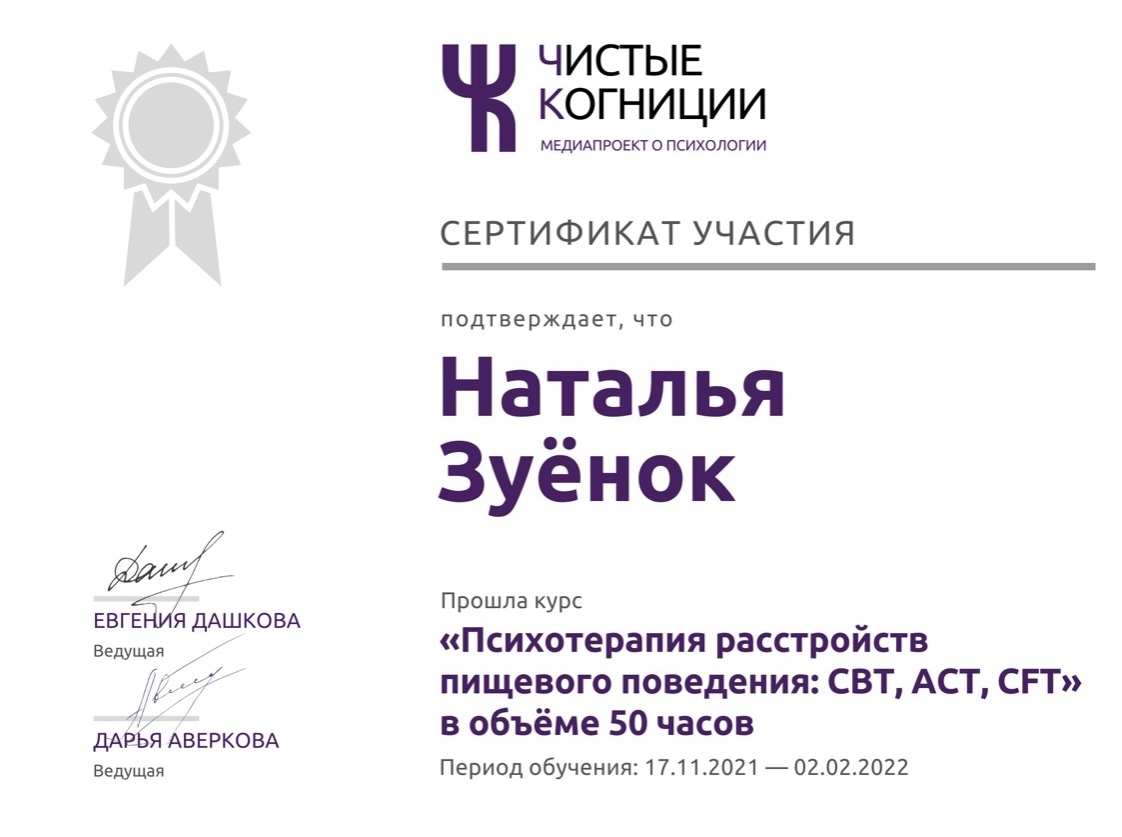 ЧИСТЫЕ
КОГНИЦИИ
МЕДИАПРОЕКТ О ПСИХОЛОГИИ
СЕРТИФИКАТ УЧАСТИЯ
подтверждает, что
Наталья
Зуёнок
Прошла курс
«Психотерапия расстройств
пищевого поведения: CBT, ACT, CFT»
в объёме 50 часов
Период обучения: 17.11.2021 — 02.02.2022
ЕВГЕНИЯ ДАШКОВА
Ведущая
ДАРЬЯ АВЕРКОВА
Ведущая